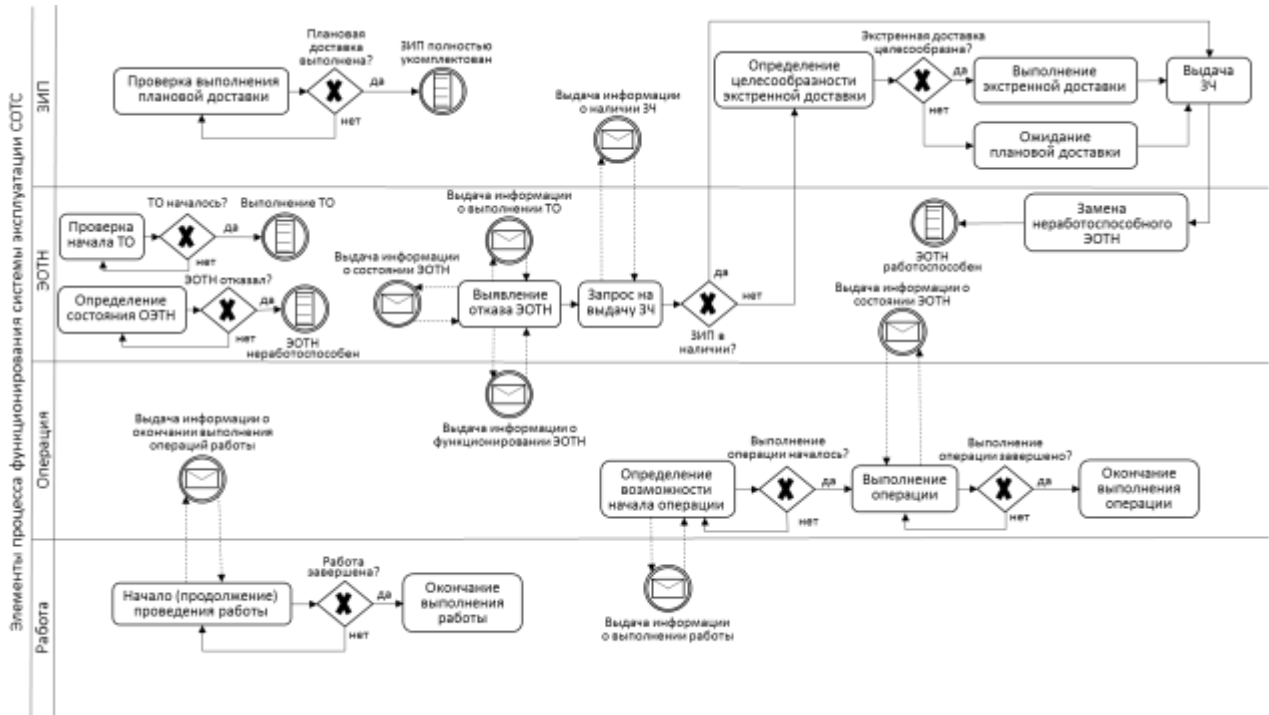 Элементы процесса функционирования системы эксплуатации СОТС
ЗИП
Проверка выполнения
плановой доставки
Плановая
доставка
выполнена?
да
нет
ЗИП полностью
укомплектован
Выдача информации
о наличии ЗЧ
Определение
целесообразности
экстренной доставки
Экстренная доставка
целесообразна?
да
нет
Выполнение
экстренной доставки
Ожидание
плановой доставки
Выдача
ЗЧ
ЭОТН
Проверка
начала ТО
ТО началось?
да
нет
Выполнение ТО
Определение
состояния ОЭТН
ЭОТН отказал?
да
нет
ЭОТН
неработоспособен
Выдача информации
о состоянии ЭОТН
Выдача информации
о выполнении ТО
Выявление
отказа ЭОТН
Выдача информации о
функционировании ЭОТН
Запрос на
выдачу ЗЧ
ЗИП в
наличии?
да
нет
Замена
неработоспособного
ЭОТН
ЭОТН
работоспособен
Выдача информации о
состоянии ЭОТН
Операция
Выдача информации о
окончании выполнения
операций работы
Определение
возможности
начала операции
Выполнение
операции началось?
да
нет
Выполнение
операции
Выполнение
операции завершено?
да
нет
Окончание
выполнения
операции
Работа
Начало (продолжение)
проведения работы
Работа
завершена?
да
нет
Окончание
выполнения
работы
Выдача информации
о выполнении работы